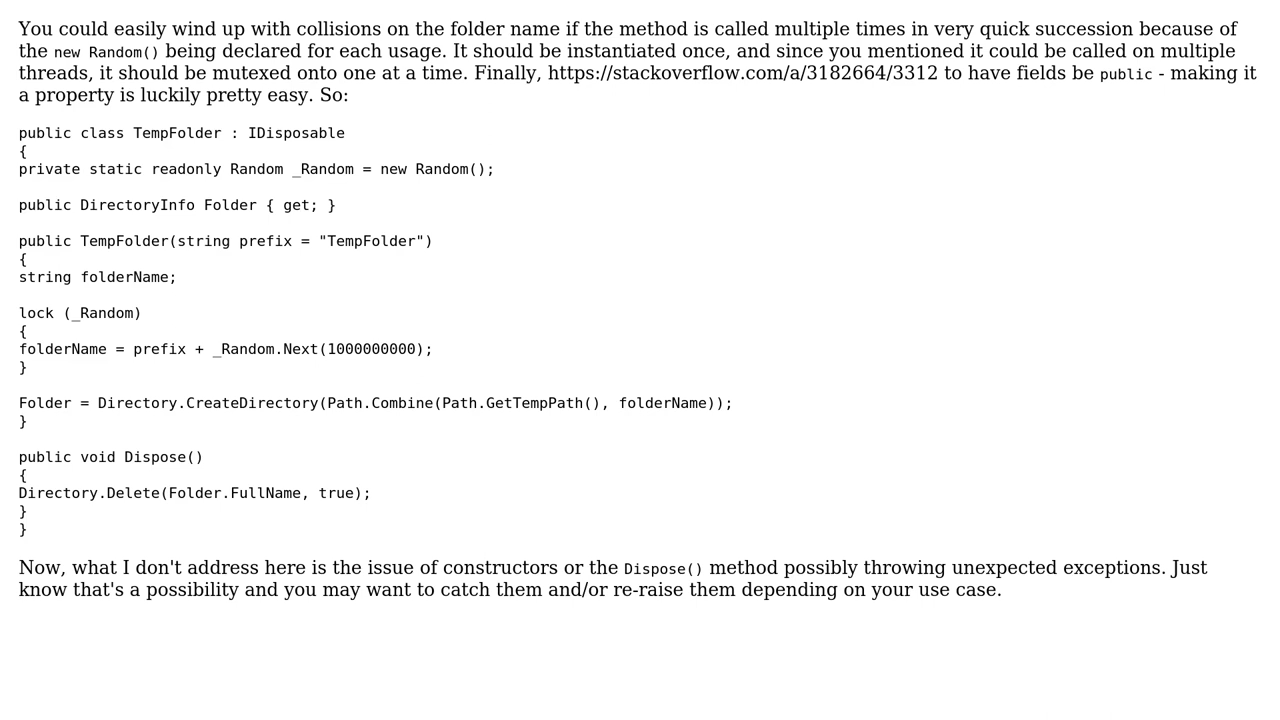 You could easily wind up with collisions on the folder name if the method is called multiple times in very quick succession because of
the new Random() being declared for each usage. It should be instantiated once, and since you mentioned it could be called on multiple
threads, it should be mutexed onto one at a time. Finally, https://stackoverflow.com/a/3182664/3312 to have fields be public - making it
a property is luckily pretty easy. So:
public class TempFolder : IDisposable
{
private static readonly Random _Random = new Random();
public DirectoryInfo Folder { get; }
public TempFolder(string prefix = "TempFolder")
{
string folderName;
lock (_Random)
{
folderName = prefix + _Random.Next(1000000000);
}
Folder = Directory.CreateDirectory(Path.Combine(Path.GetTempPath(), folderName));
}
public void Dispose()
{
Directory.Delete(Folder.FullName, true);
}
}
Now, what I don't address here is the issue of constructors or the Dispose() method possibly throwing unexpected exceptions. Just
know that's a possibility and you may want to catch them and/or re-raise them depending on your use case.